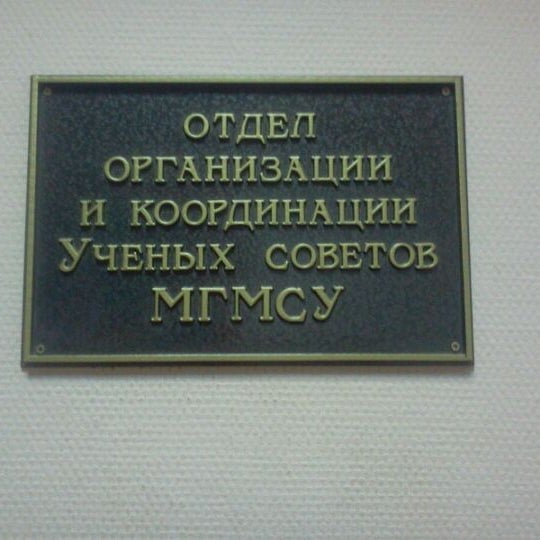 ОТДЕЛ
ОРГАНИЗАЦИИ
И КООРДИНАЦИИ
УЧЕНЫХ СОВЕТОВ
МГМСУ